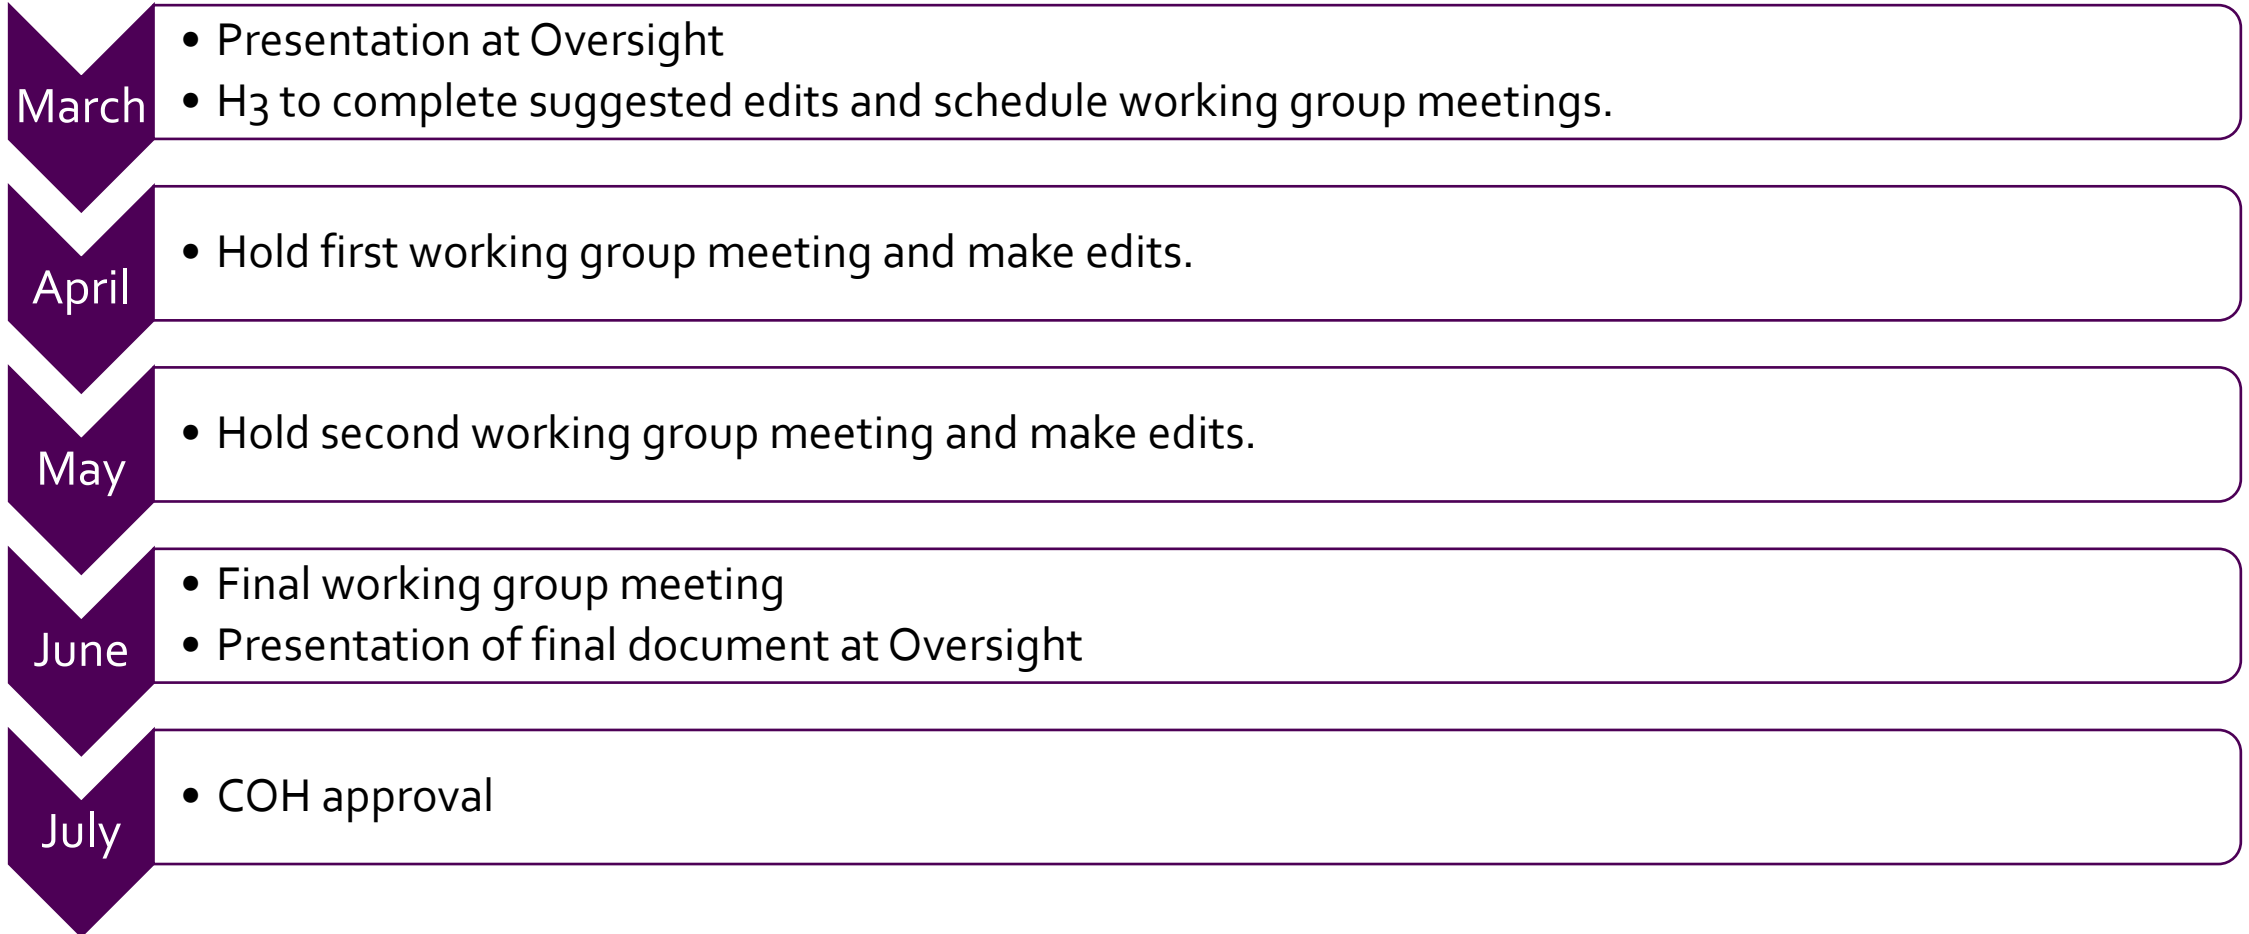 March
• Presentation at Oversight
• H3 to complete suggested edits and schedule working group meetings.
April
• Hold first working group meeting and make edits.
May
• Hold second working group meeting and make edits.
June
• Final working group meeting
• Presentation of final document at Oversight
July
• COH approval